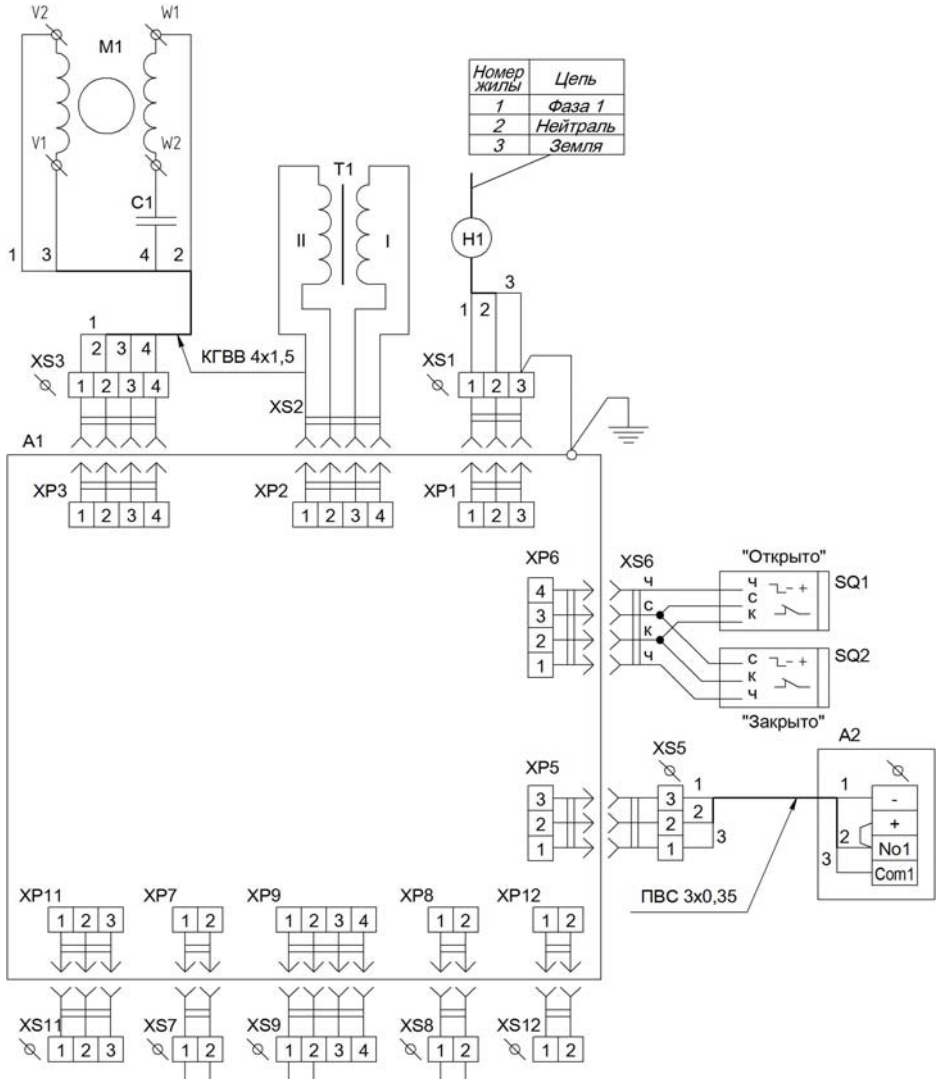 V2
W1
M1
V1
W2
C1
1 3 4 2
Номер жилы Цепь
1 Фаза 1
2 Нейтраль
3 Земля
T1
II I
H1
1 2 3
1 2 3 4
КГВВ 4х1,5
XS3
1 2 3 4
XS2
XS1
1 2 3
A1
XP3
1 2 3 4
XP2
1 2 3 4
XP1
1 2 3
XP6
4
3
2
1
XS6
Ч
С
К
Ч
"Открыто"
SQ1
Ч
С
К
- +
SQ2
С
К
Ч
- +
"Закрыто"
XP5
3
2
1
XS5
3
2
1
1
2
3
ПВС 3х0,35
A2
1
2
3
-
+
No1
Com1
XP11
1 2 3
XP7
1 2
XP9
1 2 3 4
XP8
1 2
XP12
1 2
XS11
1 2 3
XS7
1 2
XS9
1 2 3 4
XS8
1 2
XS12
1 2